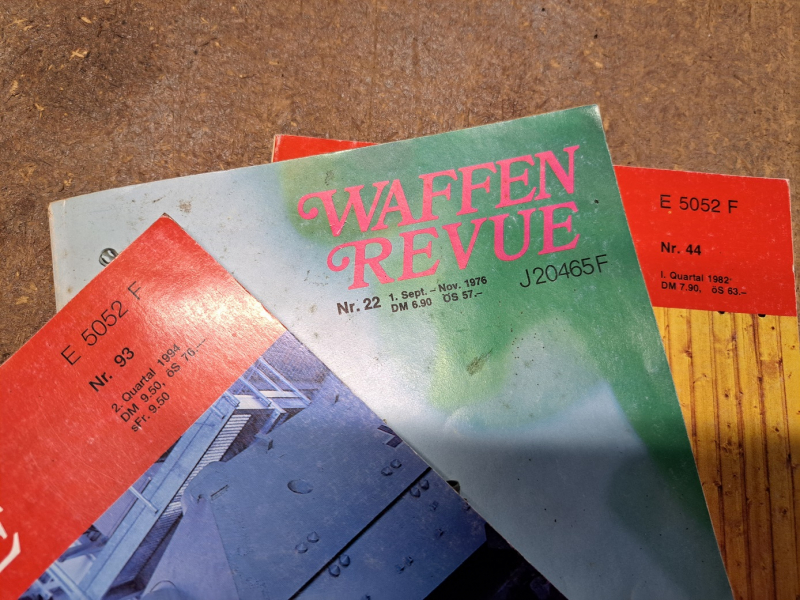 WAFFEN
REVUE
Nr. 22 1. Sept. - Nov. 1976
DM 6.90 öS 57.-
J 20465 F
E 5052 F
Nr. 44
I. Quartal 1982
DM 7.90, öS 63.–
E 5052 F
Nr. 93
2. Quartal 1994
DM 9.50, öS 76.—
sFr. 9.50